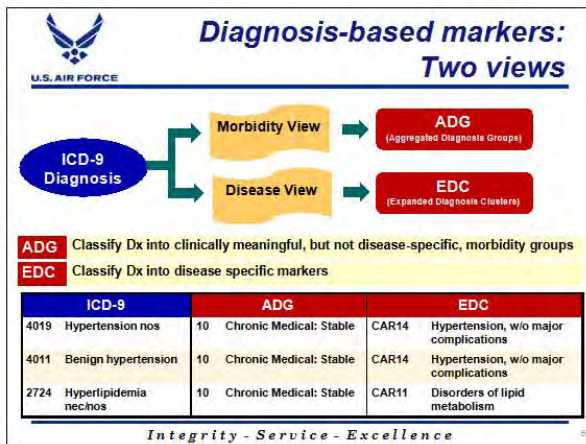 Diagnosis-based markers:
Two views
U.S. AIR FORCE
ICD-9
Diagnosis
Morbidity View
ADG
(Aggregated Diagnosis Groups)
Disease View
EDC
(Expanded Diagnosis Clusters)
ADG Classify Dx into clinically meaningful, but not disease-specific, morbidity groups
EDC Classify Dx into disease specific markers
ICD-9 ADG EDC
4019 Hypertension nos 10 Chronic Medical: Stable CAR14 Hypertension, w/o major
complications
4011 Benign hypertension 10 Chronic Medical: Stable CAR14 Hypertension, w/o major
complications
2724 Hyperlipidemia 10 Chronic Medical: Stable CAR11 Disorders of lipid
nec/nos metabolism
Integrity - Service - Excellence